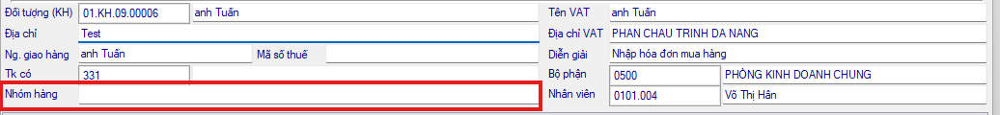 Đối tượng (KH) 01.KH.09.00006 anh Tuấn Tên VAT anh Tuấn
Địa chỉ Test Địa chỉ VAT PHAN CHAU TRINH DA NANG
Ng. giao hàng anh Tuấn Mã số thuế Diễn giải Nhập hóa đơn mua hàng
Tk có 331 Bộ phận 0500 PHÒNG KINH DOANH CHUNG
Nhóm hàng Nhân viên 0101.004 Võ Thị Hân